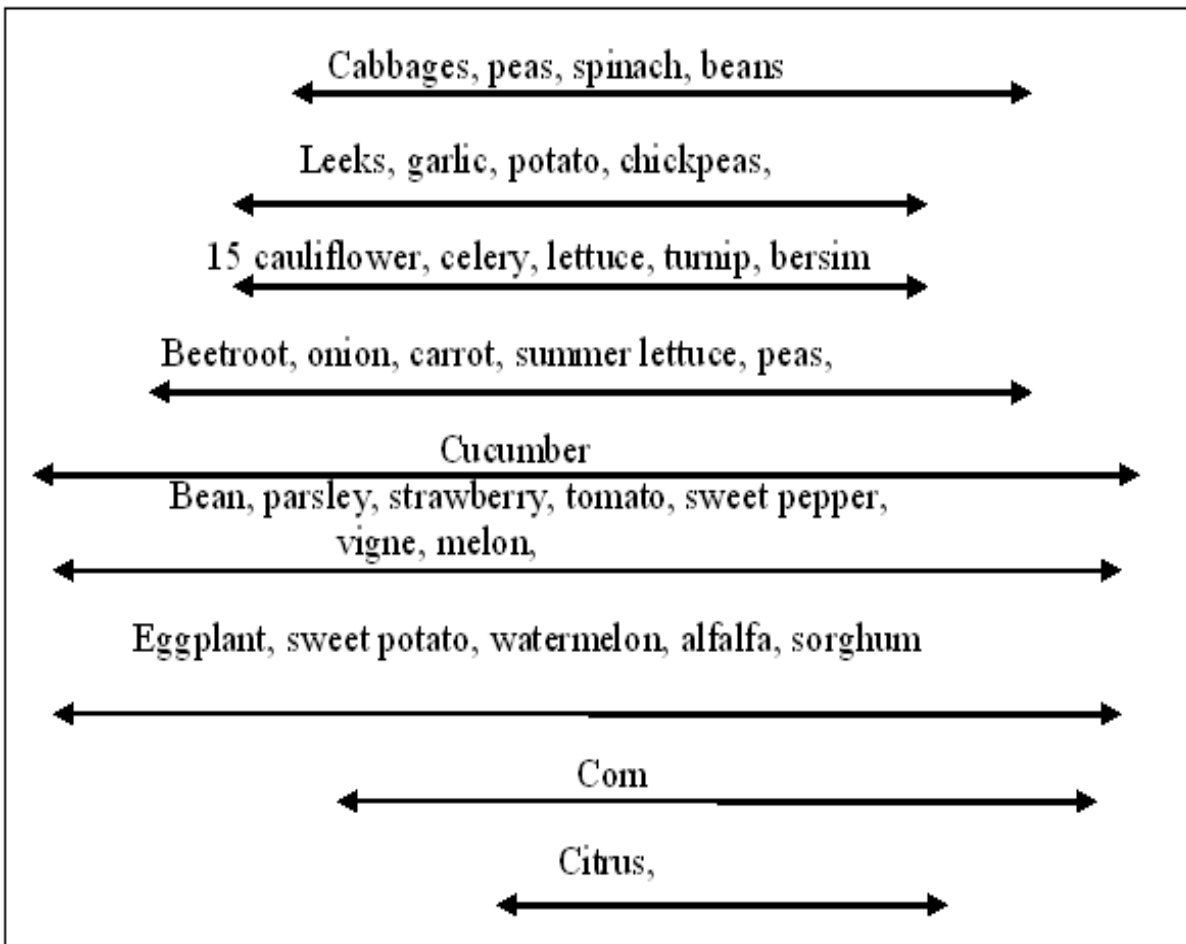 Cabbages, peas, spinach, beans
Leeks, garlic, potato, chickpeas,
15 cauliflower, celery, lettuce, turnip, bersim
Beetroot, onion, carrot, summer lettuce, peas,
Cucumber
Bean, parsley, strawberry, tomato, sweet pepper,
vigne, melon,
Eggplant, sweet potato, watermelon, alfalfa, sorghum
Corn
Citrus,